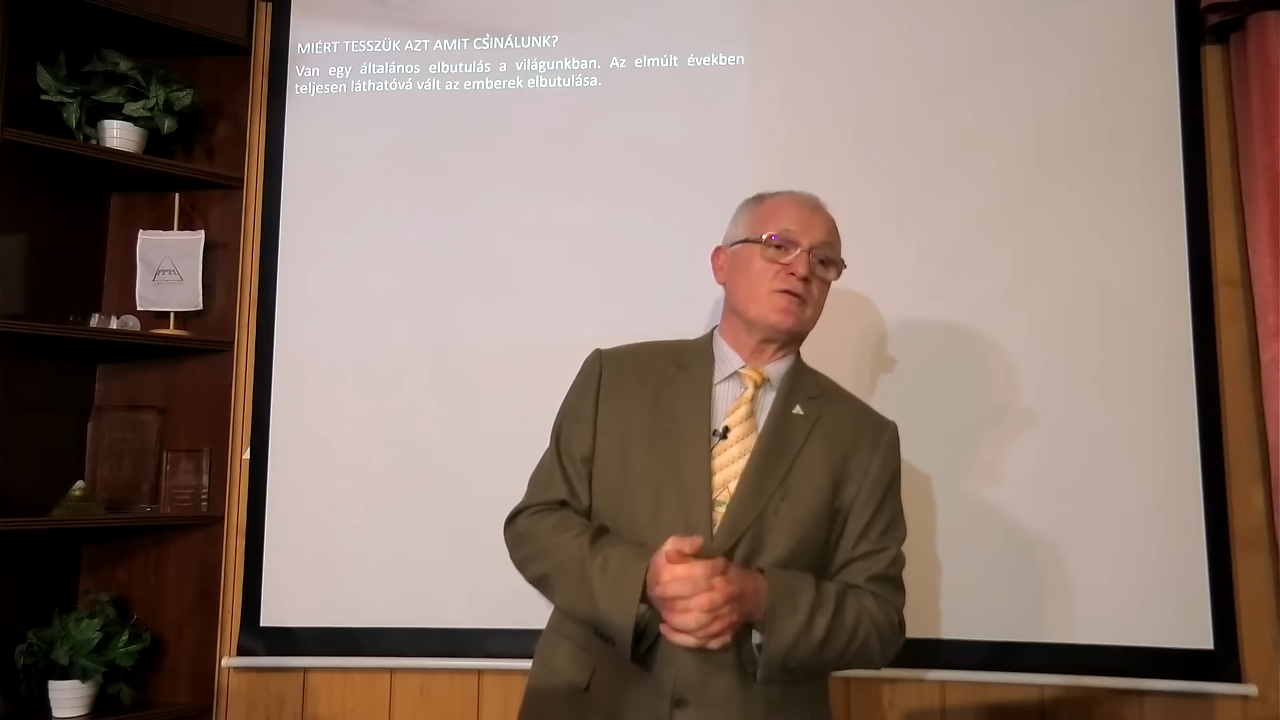 MIÉRT TESSZÜK AZT AMIT CSINÁLUNK?
Van egy általános elbutulás a világunkban. Az elmúlt években
teljesen láthatóvá vált az emberek elbutulása.